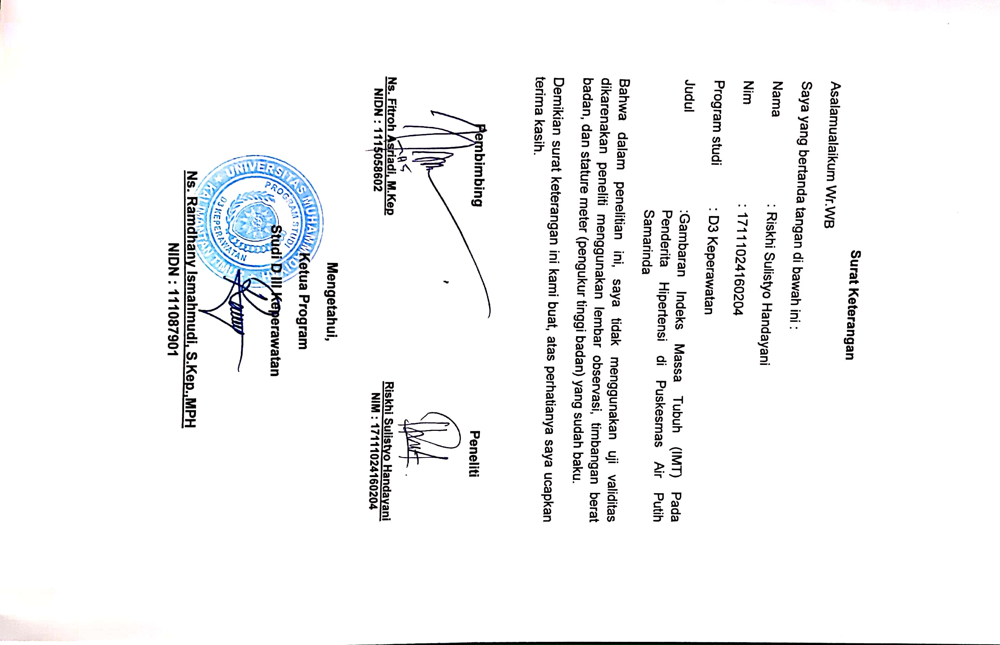 Surat Keterangan
Asalamualaikum Wr.WB
Saya yang bertanda tangan di bawah ini :
Nama : Riskhi Sulistyo Handayani
Nim : 17111024160204
Program studi : D3 Keperawatan
Judul :Gambaran Indeks Massa Tubuh (IMT) Pada
Penderita Hipertensi di Puskesmas Air Putih
Samarinda
Bahwa dalam penelitian ini, saya tidak menggunakan uji validitas
dikarenakan peneliti menggunakan lembar observasi, timbangan berat
badan, dan stature meter (pengukur tinggi badan) yang sudah baku.
Demikian surat keterangan ini kami buat, atas perhatianya saya ucapkan
terima kasih.
Pembimbing Peneliti
Ns. Fitroh Asriadi, M.Kep Riskhi Sulistyo Handayani
NIDN : 1115058602 NIM : 17111024160204
Mengetahui,
Ketua Program
Studi D III Keperawatan
UNIVERSITAS MUHAMMADIYAH
KALIMANTAN TIMUR
PROGRAM STUDI
D3 KEPERAWATAN
Ns. Ramdhany Ismahmudi, S.Kep.,MPH
NIDN : 111087901